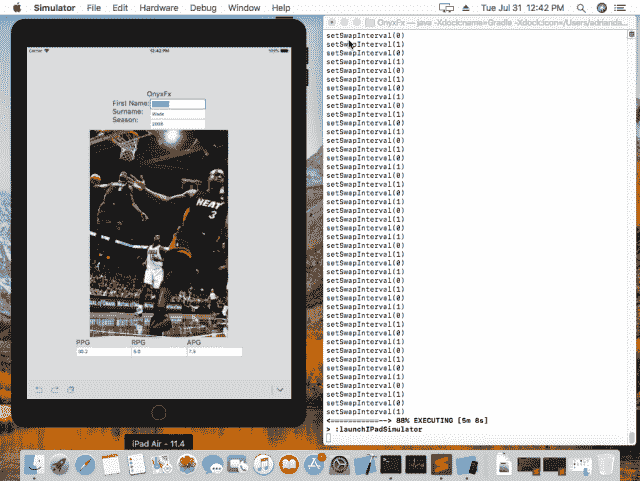 Simulator File Edit Hardware Debug Window Help Tue Jul 31 12:42 PM
Carrier 12:42 PM 100%
OnyxFx
First Name:
Surname: Wade
Season: 2009
HEAT
3
PPG RPG APG
30.2 5.0 7.5
iPad Air - 11.4
OnyxFx — java -Xdock:name=Gradle -Xdock:icon=/Users/adrianda...
setSwapInterval(0)
setSwapInterval(1)
setSwapInterval(0)
setSwapInterval(1)
setSwapInterval(0)
setSwapInterval(1)
setSwapInterval(0)
setSwapInterval(1)
setSwapInterval(0)
setSwapInterval(1)
setSwapInterval(0)
setSwapInterval(1)
setSwapInterval(0)
setSwapInterval(1)
setSwapInterval(0)
setSwapInterval(1)
setSwapInterval(0)
setSwapInterval(1)
setSwapInterval(0)
setSwapInterval(1)
setSwapInterval(0)
setSwapInterval(1)
setSwapInterval(0)
setSwapInterval(1)
setSwapInterval(0)
setSwapInterval(1)
setSwapInterval(0)
setSwapInterval(1)
setSwapInterval(0)
setSwapInterval(1)
setSwapInterval(0)
setSwapInterval(1)
setSwapInterval(0)
setSwapInterval(1)
setSwapInterval(0)
setSwapInterval(1)
setSwapInterval(0)
setSwapInterval(1)
setSwapInterval(0)
setSwapInterval(1)
setSwapInterval(0)
setSwapInterval(1)
setSwapInterval(0)
setSwapInterval(1)
<===========--> 88% EXECUTING [5m 8s]
> :launchIPadSimulator